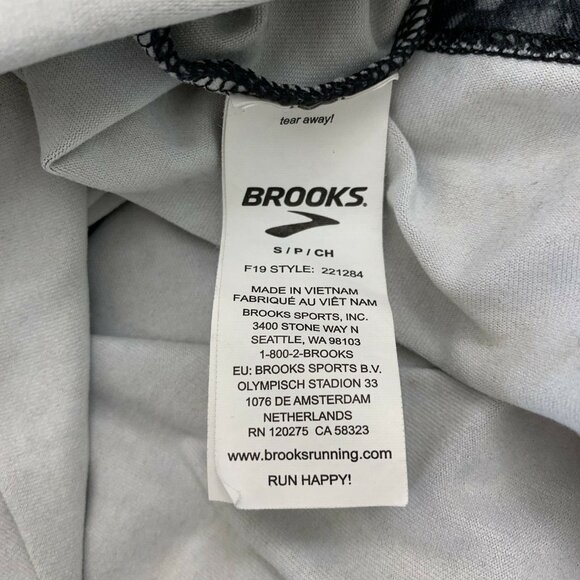 tear away!
BROOKS
S / P / CH
F19 STYLE: 221284
MADE IN VIETNAM
FABRIQUÉ AU VIÊT NAM
BROOKS SPORTS, INC.
3400 STONE WAY N
SEATTLE, WA 98103
1-800-2-BROOKS
EU: BROOKS SPORTS B.V.
OLYMPISCH STADION 33
1076 DE AMSTERDAM
NETHERLANDS
RN 120275 CA 58323
www.brooksrunning.com
RUN HAPPY!